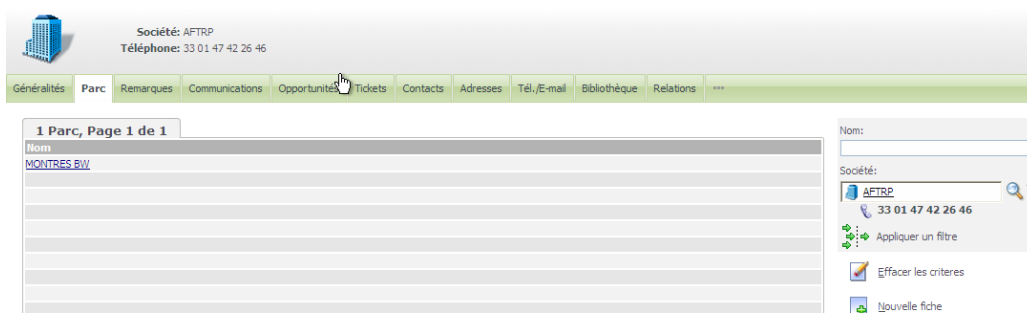 Société: AFTRP
Téléphone: 33 01 47 42 26 46
Généralités Parc Remarques Communications Opportunités Tickets Contacts Adresses Tél./E-mail Bibliothèque Relations
1 Parc, Page 1 de 1
Nom
MONTRES BW
Nom:
Société:
AFTRP
33 01 47 42 26 46
Appliquer un filtre
Effacer les criteres
Nouvelle fiche